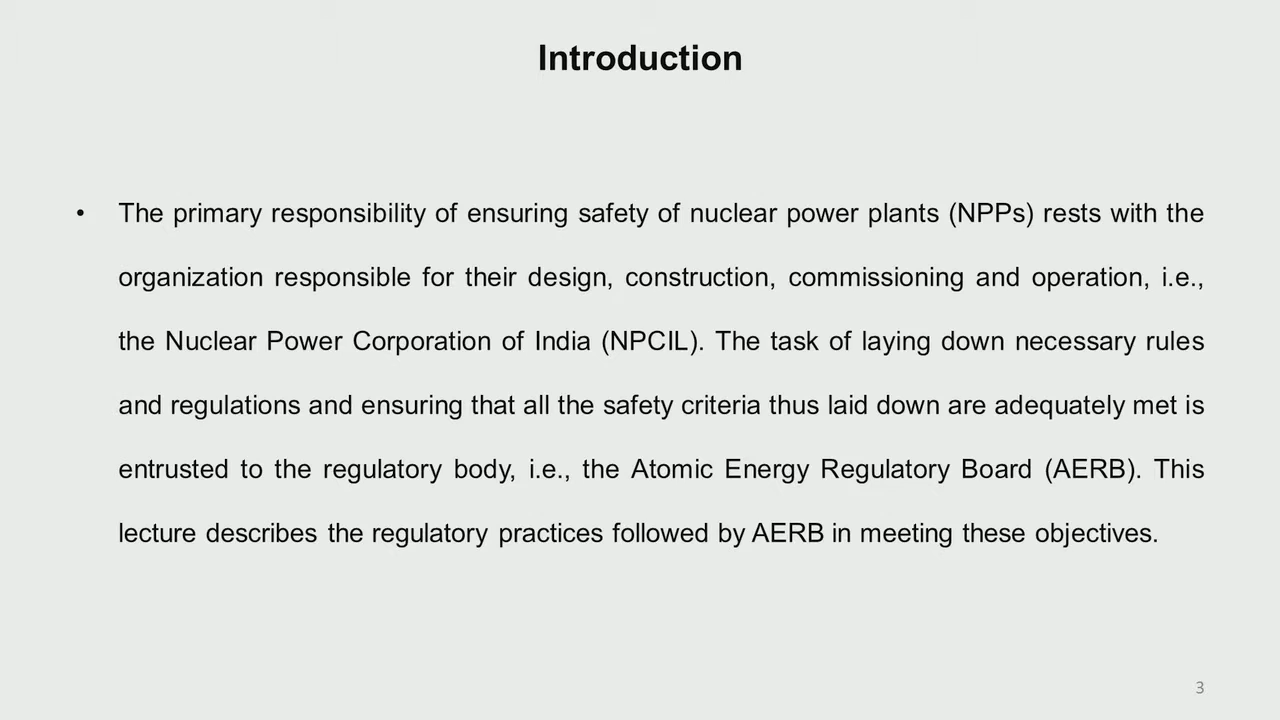 Introduction
• The primary responsibility of ensuring safety of nuclear power plants (NPPs) rests with the
organization responsible for their design, construction, commissioning and operation, i.e.,
the Nuclear Power Corporation of India (NPCIL). The task of laying down necessary rules
and regulations and ensuring that all the safety criteria thus laid down are adequately met is
entrusted to the regulatory body, i.e., the Atomic Energy Regulatory Board (AERB). This
lecture describes the regulatory practices followed by AERB in meeting these objectives.
3